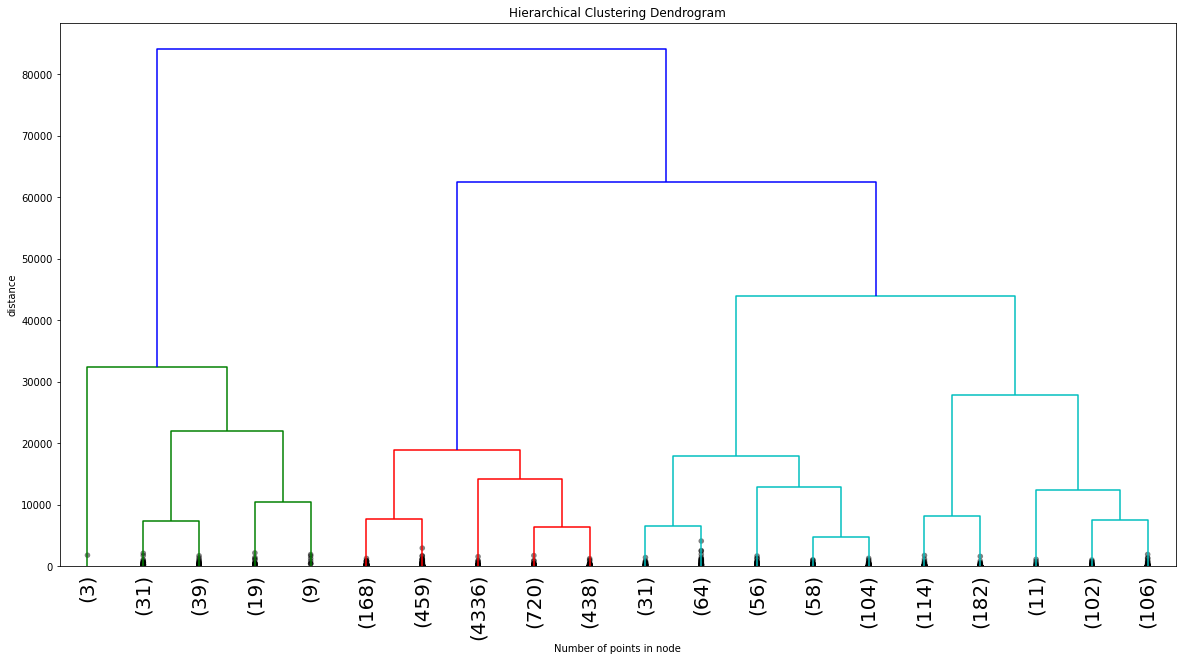 Hierarchical Clustering Dendrogram
80000
70000
60000
50000
40000
30000
20000
10000
0
distance
(3) (31) (39) (19) (9) (168) (459) (4336) (720) (438) (31) (64) (56) (58) (104) (114) (182) (11) (102) (106)
Number of points in node